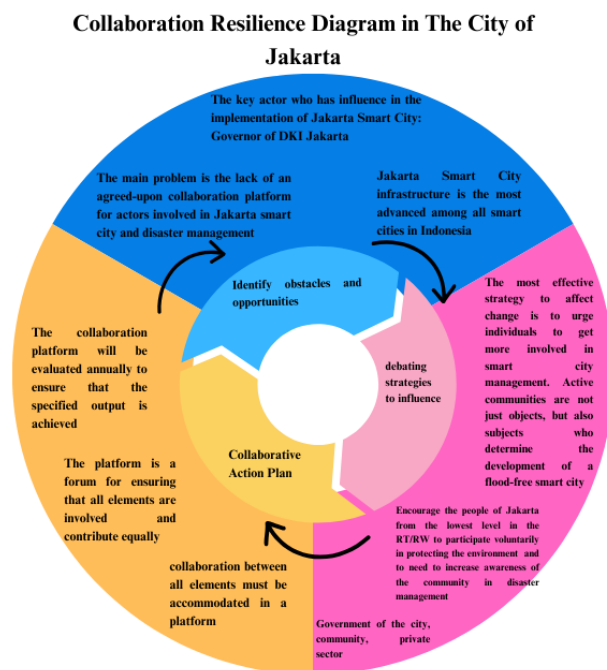 Collaboration Resilience Diagram in The City of
Jakarta
The key actor who has influence in the
implementation of Jakarta Smart City:
Governor of DKI Jakarta
The main problem is the lack of an
agreed-upon collaboration platform
for actors involved in Jakarta smart
city and disaster management
Jakarta Smart City
infrastructure is the most
advanced among all smart
cities in Indonesia
Identify obstacles and
opportunities
The most effective
strategy to affect
change is to urge
individuals to get
more involved in
smart city
management. Active
communities are not
just objects, but also
subjects who
determine the
development of a
flood-free smart city
debating
strategies
to influence
Encourage the people of Jakarta
from the lowest level in the
RT/RW to participate voluntarily
in protecting the environment and
to need to increase awareness of
the community in disaster
management
Government of the city,
community, private
sector
Collaborative
Action Plan
collaboration between
all elements must be
accommodated in a
platform
The platform is a
forum for ensuring
that all elements are
involved and
contribute equally
The collaboration
platform will be
evaluated annually to
ensure that the
specified output is
achieved